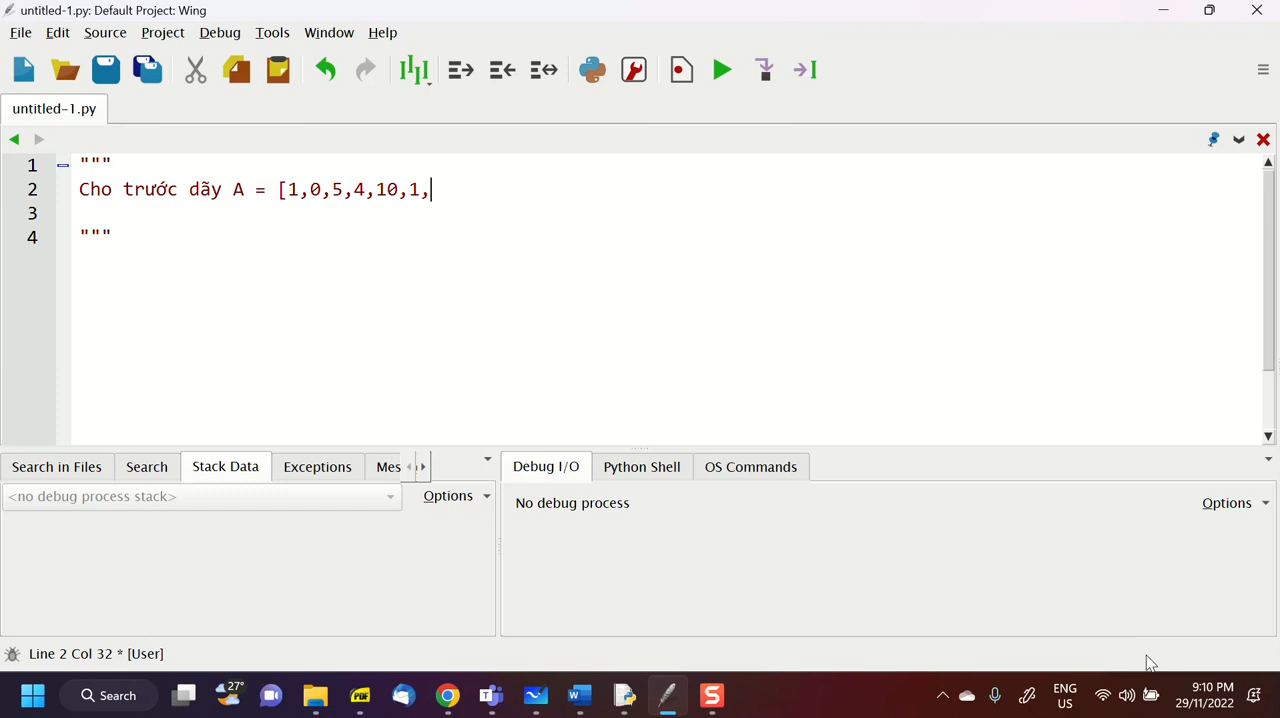 untitled-1.py: Default Project: Wing
File Edit Source Project Debug Tools Window Help
untitled-1.py
1 """
2 Cho trước dãy A = [1,0,5,4,10,1,
3
4 """
Search in Files Search Stack Data Exceptions Mes
Debug I/O Python Shell OS Commands
<no debug process stack> Options
No debug process Options
Line 2 Col 32 * [User]
27°
Search
PDF
W
S
ENG
US
9:10 PM
29/11/2022